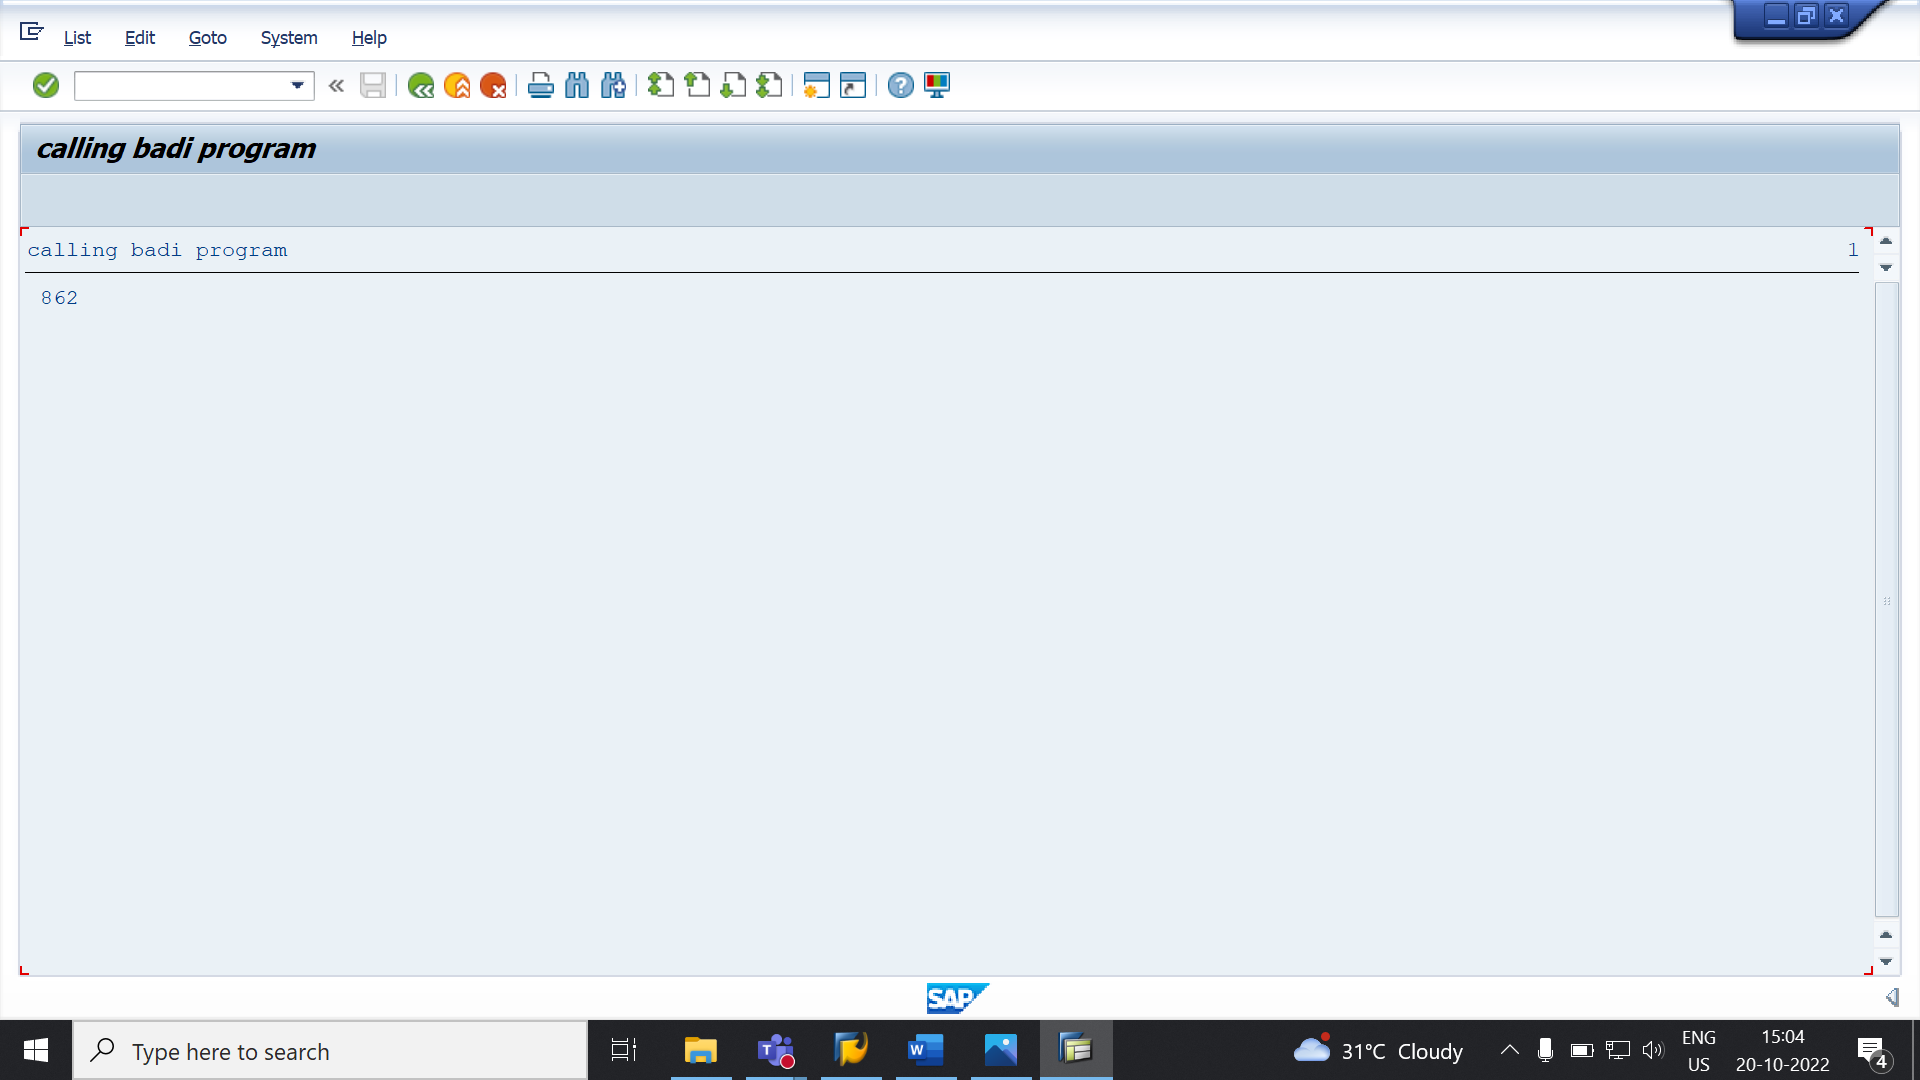 List Edit Goto System Help
calling badi program
calling badi program 1
862
SAP
Type here to search
T
W
31°C Cloudy
ENG
US
15:04
20-10-2022
4